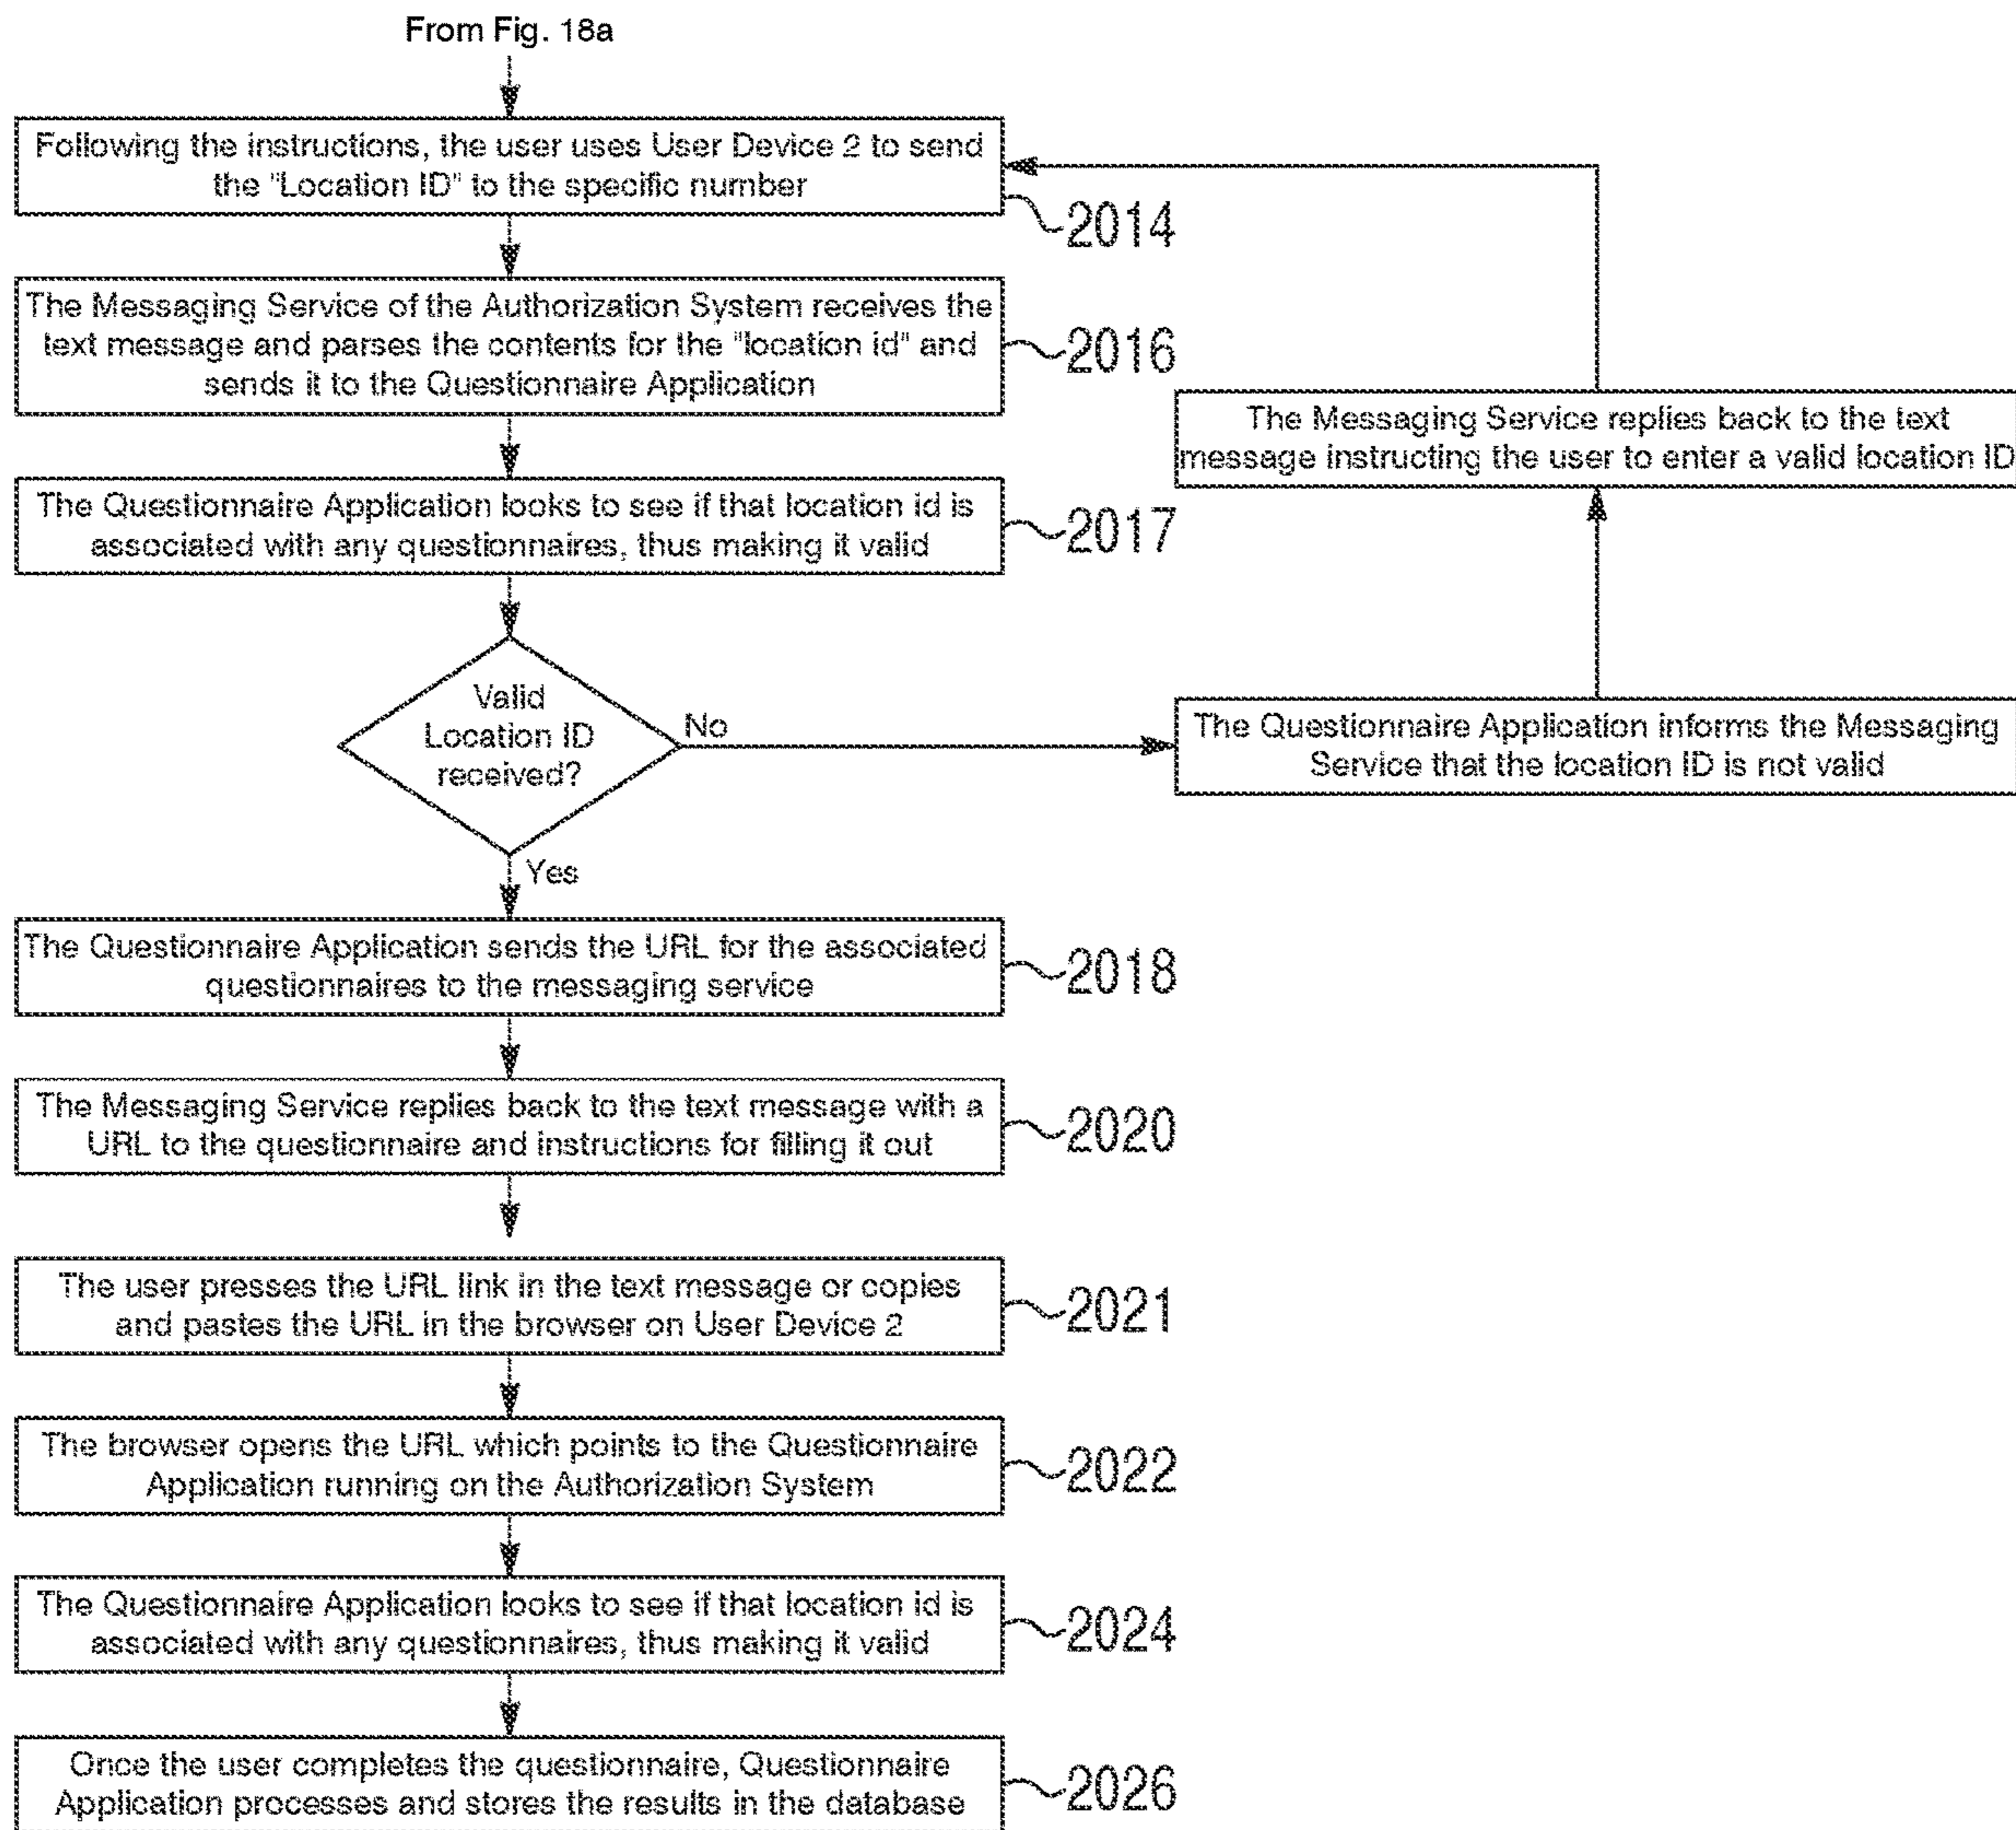 From Fig. 18a
Following the instructions, the user uses User Device 2 to send
the "Location ID" to the specific number
2014
The Messaging Service of the Authorization System receives the
text message and parses the contents for the "location id" and
sends it to the Questionnaire Application
2016
The Messaging Service replies back to the text
message instructing the user to enter a valid location ID
The Questionnaire Application looks to see if that location id is
associated with any questionnaires, thus making it valid
2017
Valid
Location ID
received?
No
The Questionnaire Application informs the Messaging
Service that the location ID is not valid
Yes
The Questionnaire Application sends the URL for the associated
questionnaires to the messaging service
2018
The Messaging Service replies back to the text message with a
URL to the questionnaire and instructions for filling it out
2020
The user presses the URL link in the text message or copies
and pastes the URL in the browser on User Device 2
2021
The browser opens the URL which points to the Questionnaire
Application running on the Authorization System
2022
The Questionnaire Application looks to see if that location id is
associated with any questionnaires, thus making it valid
2024
Once the user completes the questionnaire, Questionnaire
Application processes and stores the results in the database
2026